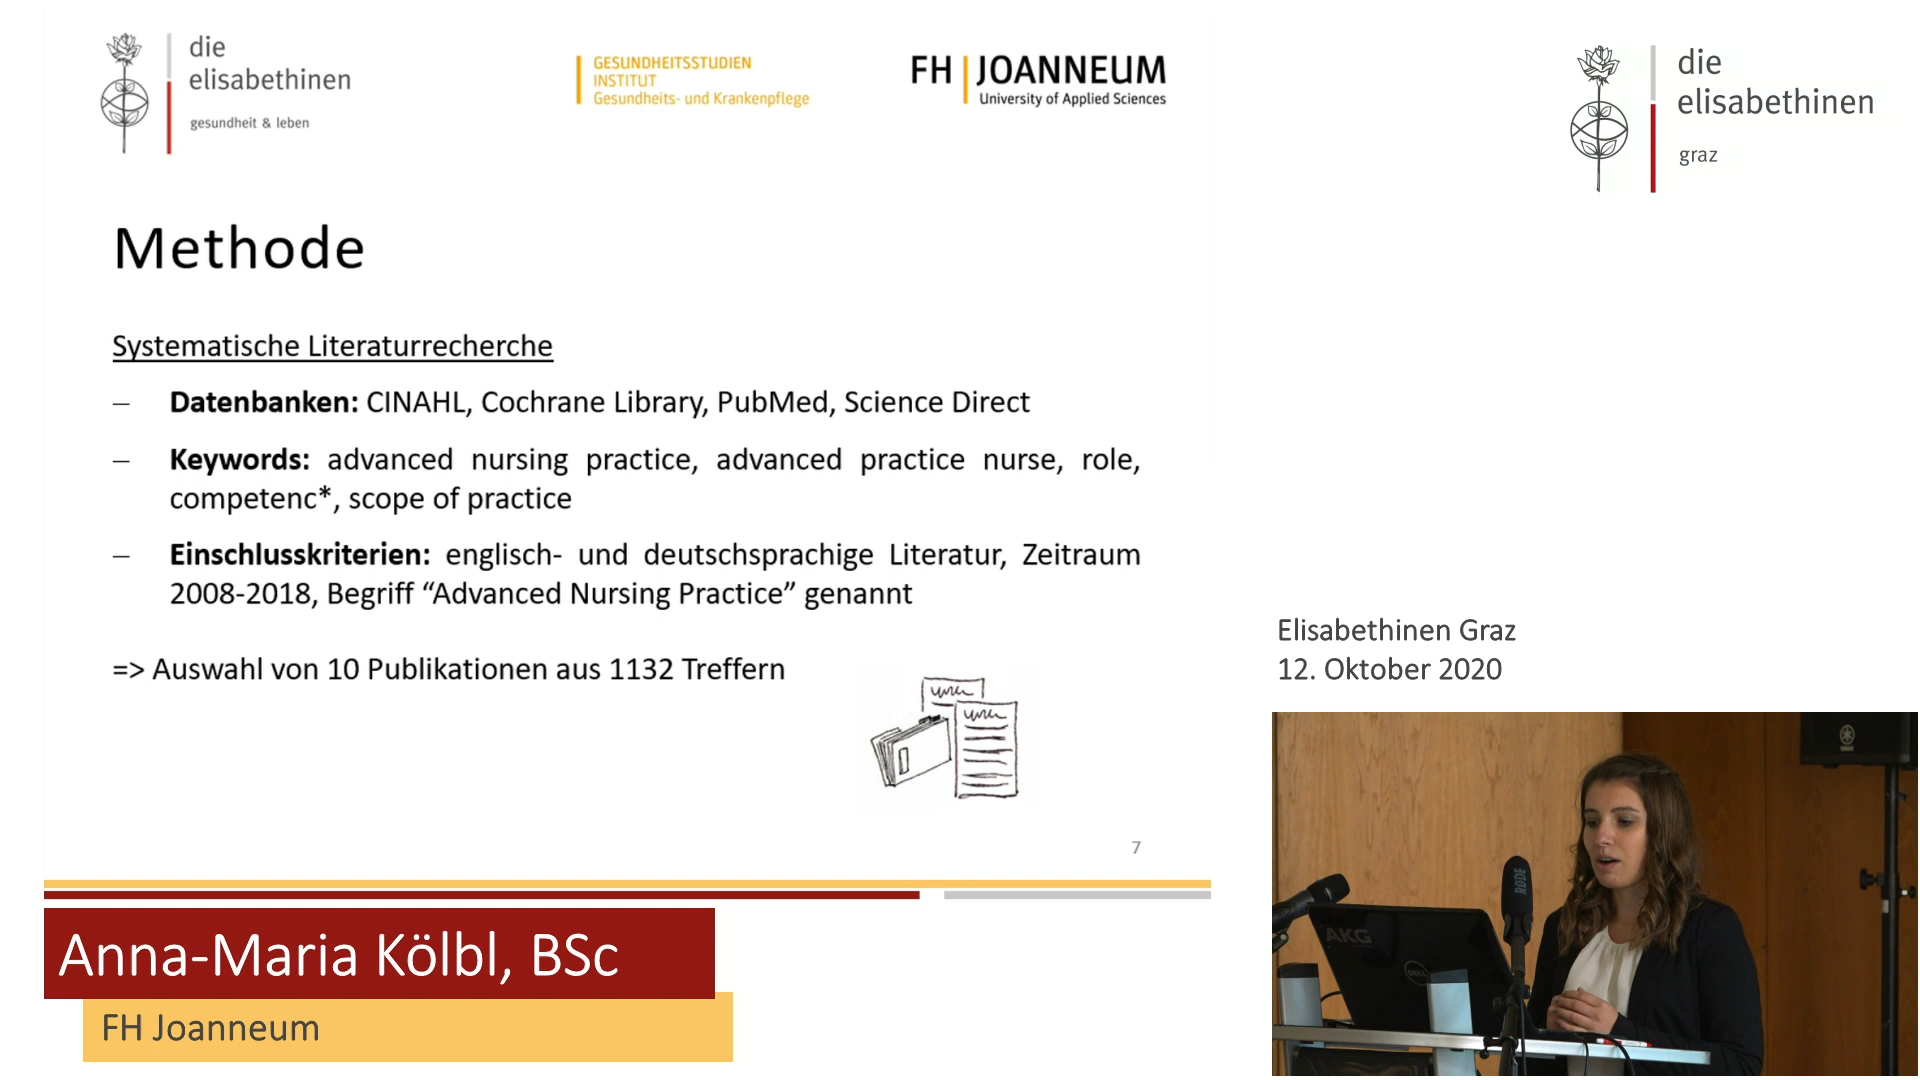 die
elisabethinen
gesundheit & leben
GESUNDHEITSSTUDIEN
INSTITUT
Gesundheits- und Krankenpflege
FH JOANNEUM
University of Applied Sciences
die
elisabethinen
graz
Methode
Systematische Literaturrecherche
– Datenbanken: CINAHL, Cochrane Library, PubMed, Science Direct
– Keywords: advanced nursing practice, advanced practice nurse, role,
competenc*, scope of practice
– Einschlusskriterien: englisch- und deutschsprachige Literatur, Zeitraum
2008-2018, Begriff “Advanced Nursing Practice” genannt
=> Auswahl von 10 Publikationen aus 1132 Treffern
7
Elisabethinen Graz
12. Oktober 2020
AKG
DELL
RODE
Anna-Maria Kölbl, BSc
FH Joanneum